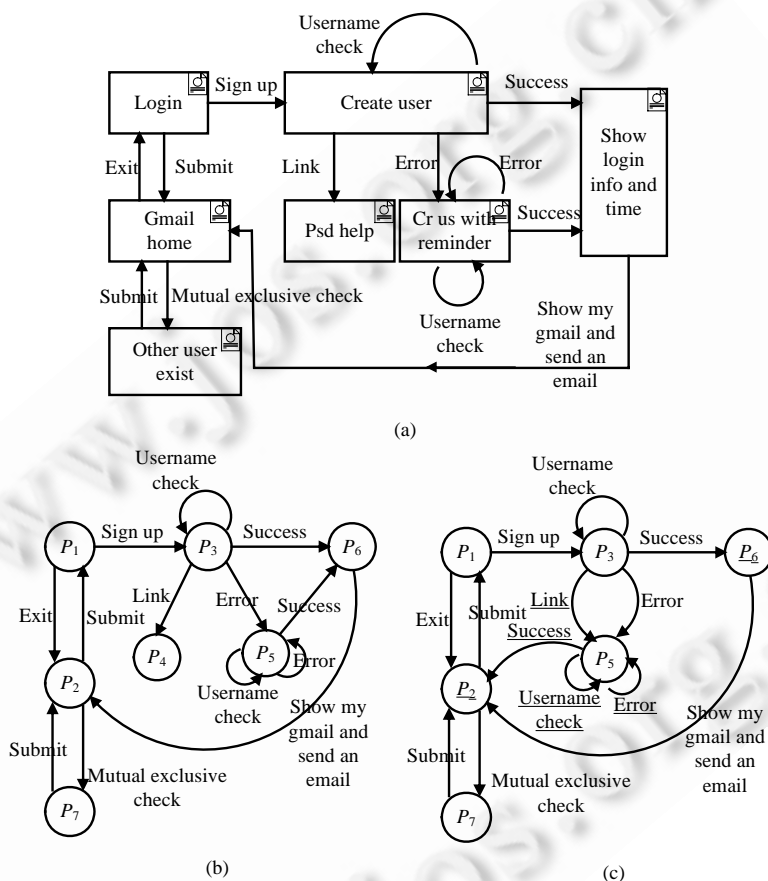 Username
check
Sign up
Success
Login
Create user
Show
login
info and
time
Exit
Submit
Link
Error
Error
Gmail
home
Psd help
Cr us with
reminder
Success
Submit
Mutual exclusive check
Username
check
Other user
exist
Show my
gmail and
send an
email
(a)
Username
check
P1
Sign up
P3
Success
P6
Exit
Submit
Link
Error
Success
P4
P5
Error
P2
Username
check
Submit
Show my
gmail and
send an
email
Mutual exclusive
check
P7
(b)
Username
check
P1
Sign up
P3
Success
P6
Exit
Submit
Link
Error
Success
P5
P2
Username
check
Error
Submit
Show my
gmail and
send an
email
Mutual exclusive
check
P7
(c)
www.jos.org.cn